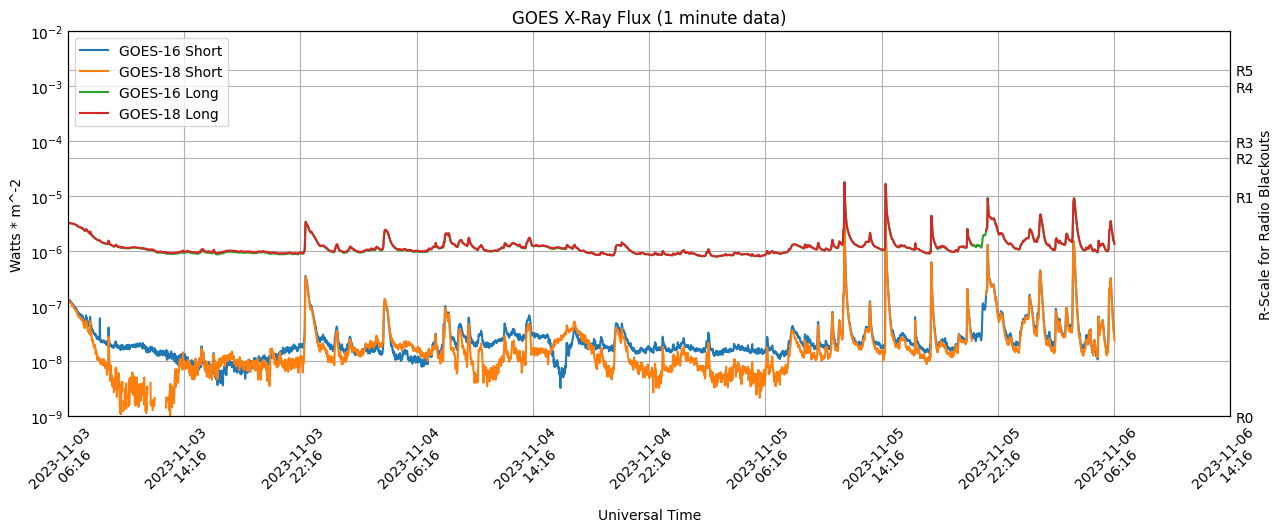 GOES X-Ray Flux (1 minute data)
GOES-16 Short
GOES-18 Short
GOES-16 Long
GOES-18 Long
10^-2
10^-3
10^-4
10^-5
10^-6
10^-7
10^-8
10^-9
Watts * m^-2
R5
R4
R3
R2
R1
R0
R-Scale for Radio Blackouts
2023-11-03
06:16
2023-11-03
14:16
2023-11-03
22:16
2023-11-04
06:16
2023-11-04
14:16
2023-11-04
22:16
2023-11-05
06:16
2023-11-05
14:16
2023-11-05
22:16
2023-11-06
06:16
2023-11-06
14:16
Universal Time